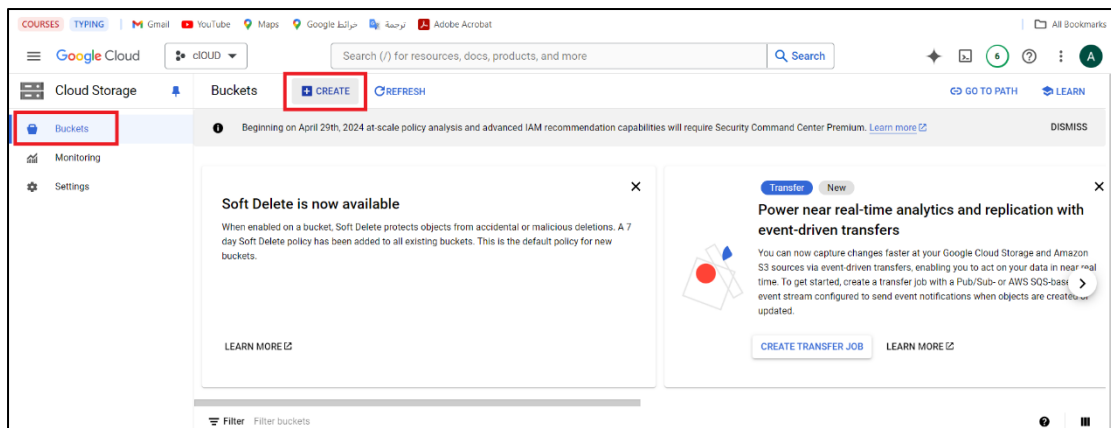 COURSES TYPING Gmail YouTube Maps خرائط Google ترجمة Adobe Acrobat All Bookmarks
Google Cloud clOUD Search (/) for resources, docs, products, and more Search 6 A
Cloud Storage Buckets CREATE REFRESH GO TO PATH LEARN
Buckets
Beginning on April 29th, 2024 at-scale policy analysis and advanced IAM recommendation capabilities will require Security Command Center Premium. Learn more DISMISS
Monitoring
Settings
Soft Delete is now available
When enabled on a bucket, Soft Delete protects objects from accidental or malicious deletions. A 7
day Soft Delete policy has been added to all existing buckets. This is the default policy for new
buckets.
LEARN MORE
Transfer New
Power near real-time analytics and replication with
event-driven transfers
You can now capture changes faster at your Google Cloud Storage and Amazon
S3 sources via event-driven transfers, enabling you to act on your data in near real
time. To get started, create a transfer job with a Pub/Sub- or AWS SQS-base
event stream configured to send event notifications when objects are created or
updated.
CREATE TRANSFER JOB LEARN MORE
Filter Filter buckets